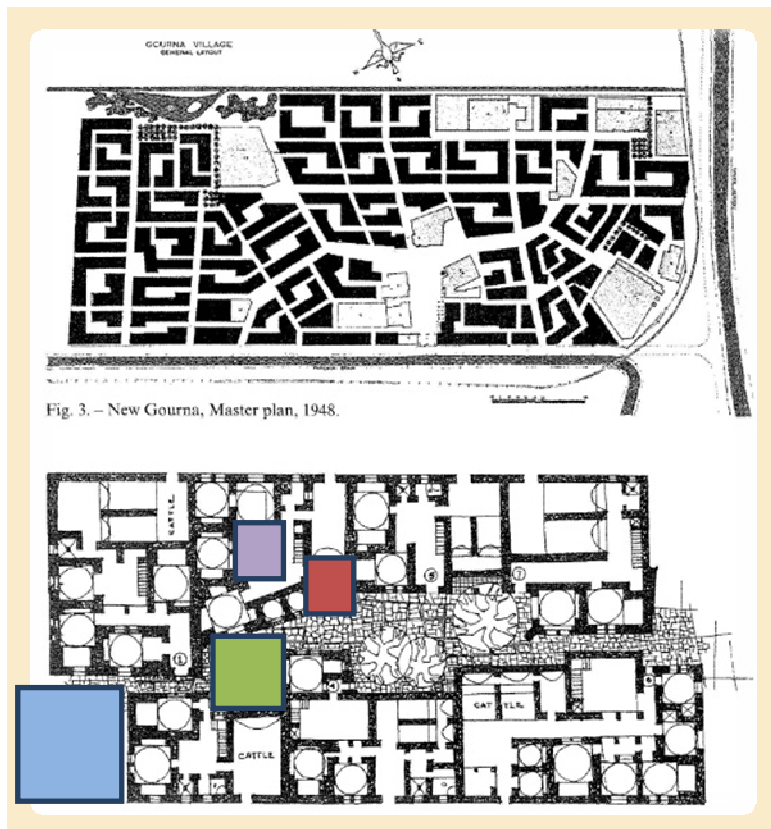 GOURNA VILLAGE
GENERAL LAYOUT
Fig. 3. – New Gourna, Master plan, 1948.
CATTLE
CATTLE
CATTLE